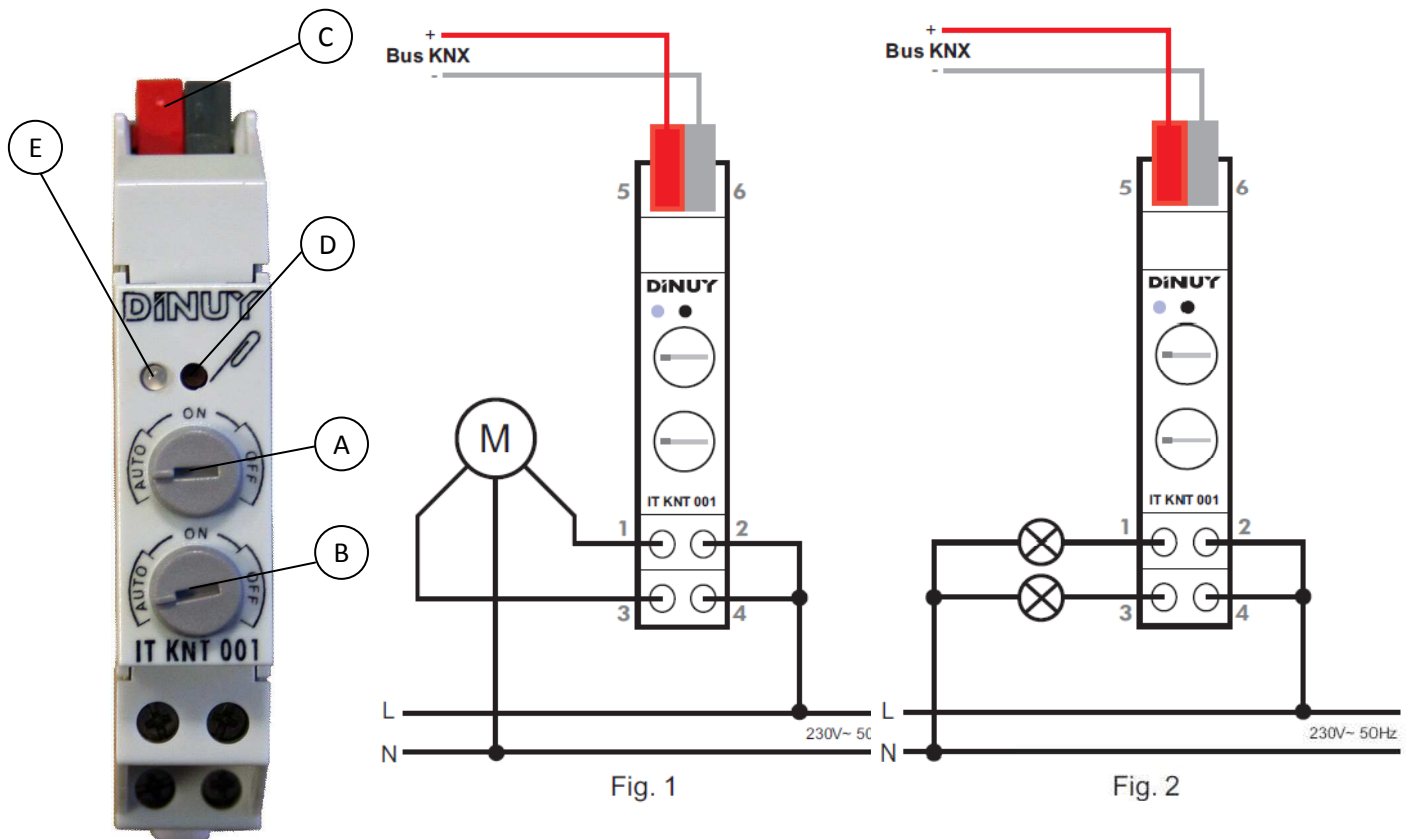 C
E
D
A
B
DINUY
ON
AUTO
OFF
ON
AUTO
OFF
IT KNT 001
+
Bus KNX
-
5
6
DINUY
M
IT KNT 001
1
2
3
4
L
230V~ 50
N
Fig. 1
+
Bus KNX
-
5
6
DINUY
IT KNT 001
1
2
3
4
L
230V~ 50Hz
N
Fig. 2